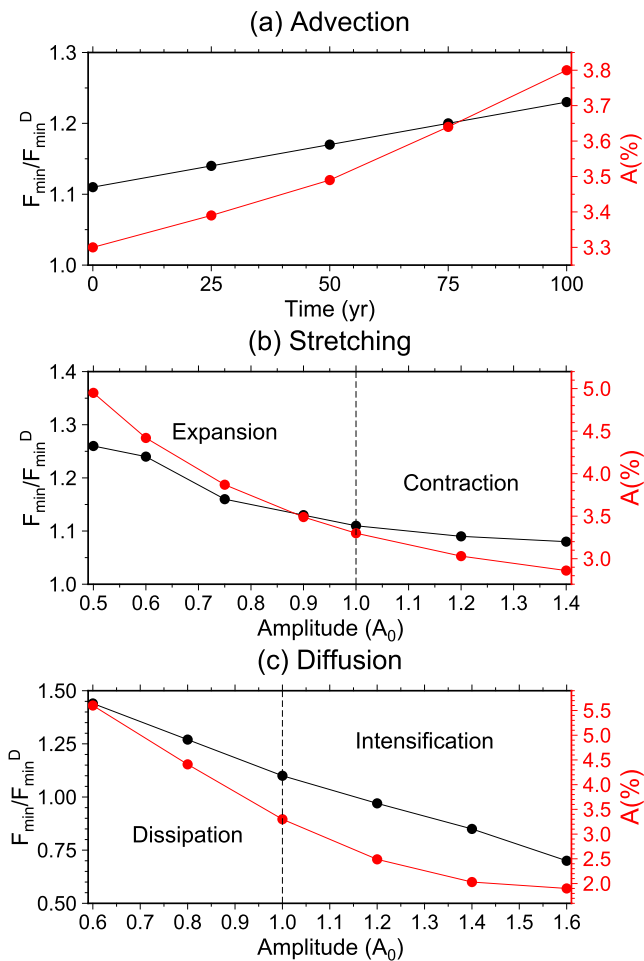 (a) Advection
1.3
1.2
1.1
1.0
F_min/F_min^D
3.8
3.7
3.6
3.5
3.4
3.3
A(%)
0 25 50 75 100
Time (yr)
(b) Stretching
1.4
1.3
1.2
1.1
1.0
F_min/F_min^D
Expansion
Contraction
5.0
4.5
4.0
3.5
3.0
A(%)
0.5 0.6 0.7 0.8 0.9 1.0 1.1 1.2 1.3 1.4
Amplitude (A_0)
(c) Diffusion
1.50
1.25
1.00
0.75
0.50
F_min/F_min^D
Intensification
Dissipation
5.5
5.0
4.5
4.0
3.5
3.0
2.5
2.0
A(%)
0.6 0.7 0.8 0.9 1.0 1.1 1.2 1.3 1.4 1.5 1.6
Amplitude (A_0)